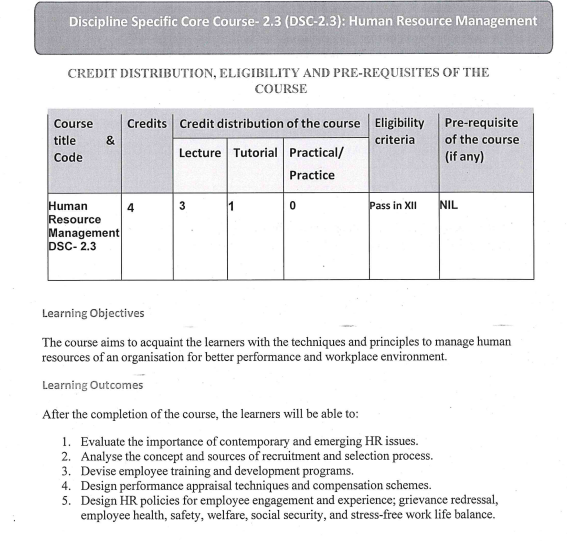 Discipline Specific Core Course- 2.3 (DSC-2.3): Human Resource Management
CREDIT DISTRIBUTION, ELIGIBILITY AND PRE-REQUISITES OF THE
COURSE
Course title & Code
Credits
Credit distribution of the course
Eligibility criteria
Pre-requisite of the course (if any)
Lecture
Tutorial
Practical/ Practice
Human
Resource
Management
DSC- 2.3
4
3
1
0
Pass in XII
NIL
Learning Objectives
The course aims to acquaint the learners with the techniques and principles to manage human
resources of an organisation for better performance and workplace environment.
Learning Outcomes
After the completion of the course, the learners will be able to:
1. Evaluate the importance of contemporary and emerging HR issues.
2. Analyse the concept and sources of recruitment and selection process.
3. Devise employee training and development programs.
4. Design performance appraisal techniques and compensation schemes.
5. Design HR policies for employee engagement and experience; grievance redressal,
employee health, safety, welfare, social security, and stress-free work life balance.